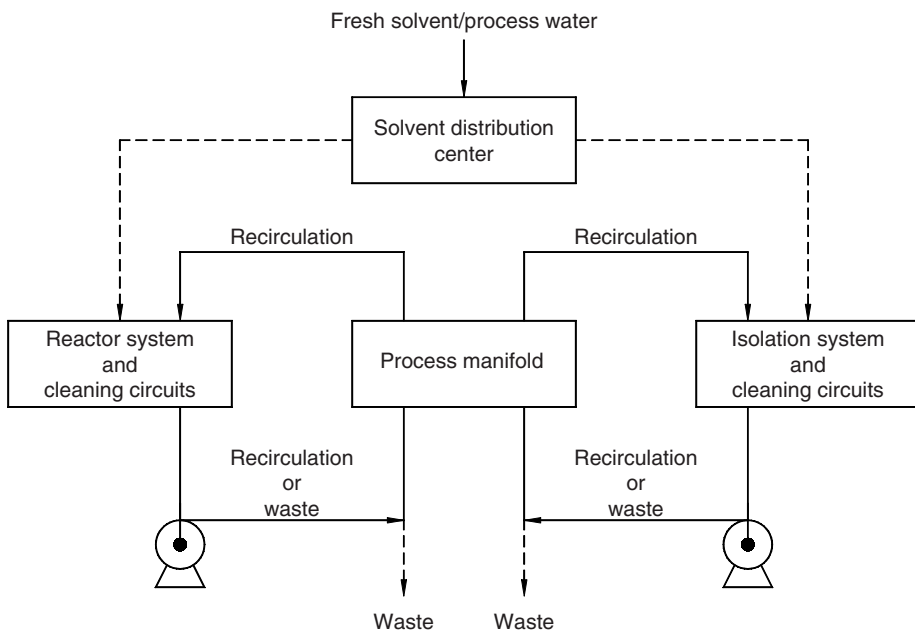 Fresh solvent/process water
Solvent distribution
center
Recirculation
Recirculation
Reactor system
and
cleaning circuits
Process manifold
Isolation system
and
cleaning circuits
Recirculation
or
waste
Recirculation
or
waste
Waste
Waste